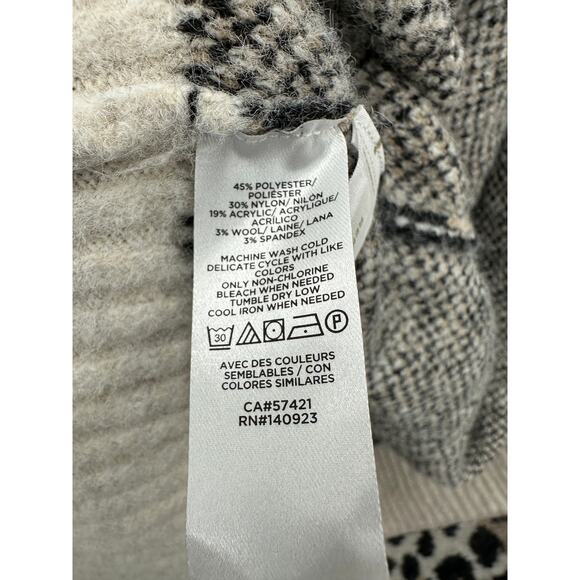 45% POLYESTER/
POLIÉSTER
30% NYLON/ NILÓN
19% ACRYLIC/ ACRYLIQUE/
ACRÍLICO
3% WOOL/ LAINE/ LANA
3% SPANDEX
MACHINE WASH COLD
DELICATE CYCLE WITH LIKE
COLORS
ONLY NON-CHLORINE
BLEACH WHEN NEEDED
TUMBLE DRY LOW
COOL IRON WHEN NEEDED
30 P
AVEC DES COULEURS
SEMBLABLES / CON
COLORES SIMILARES
CA#57421
RN#140923